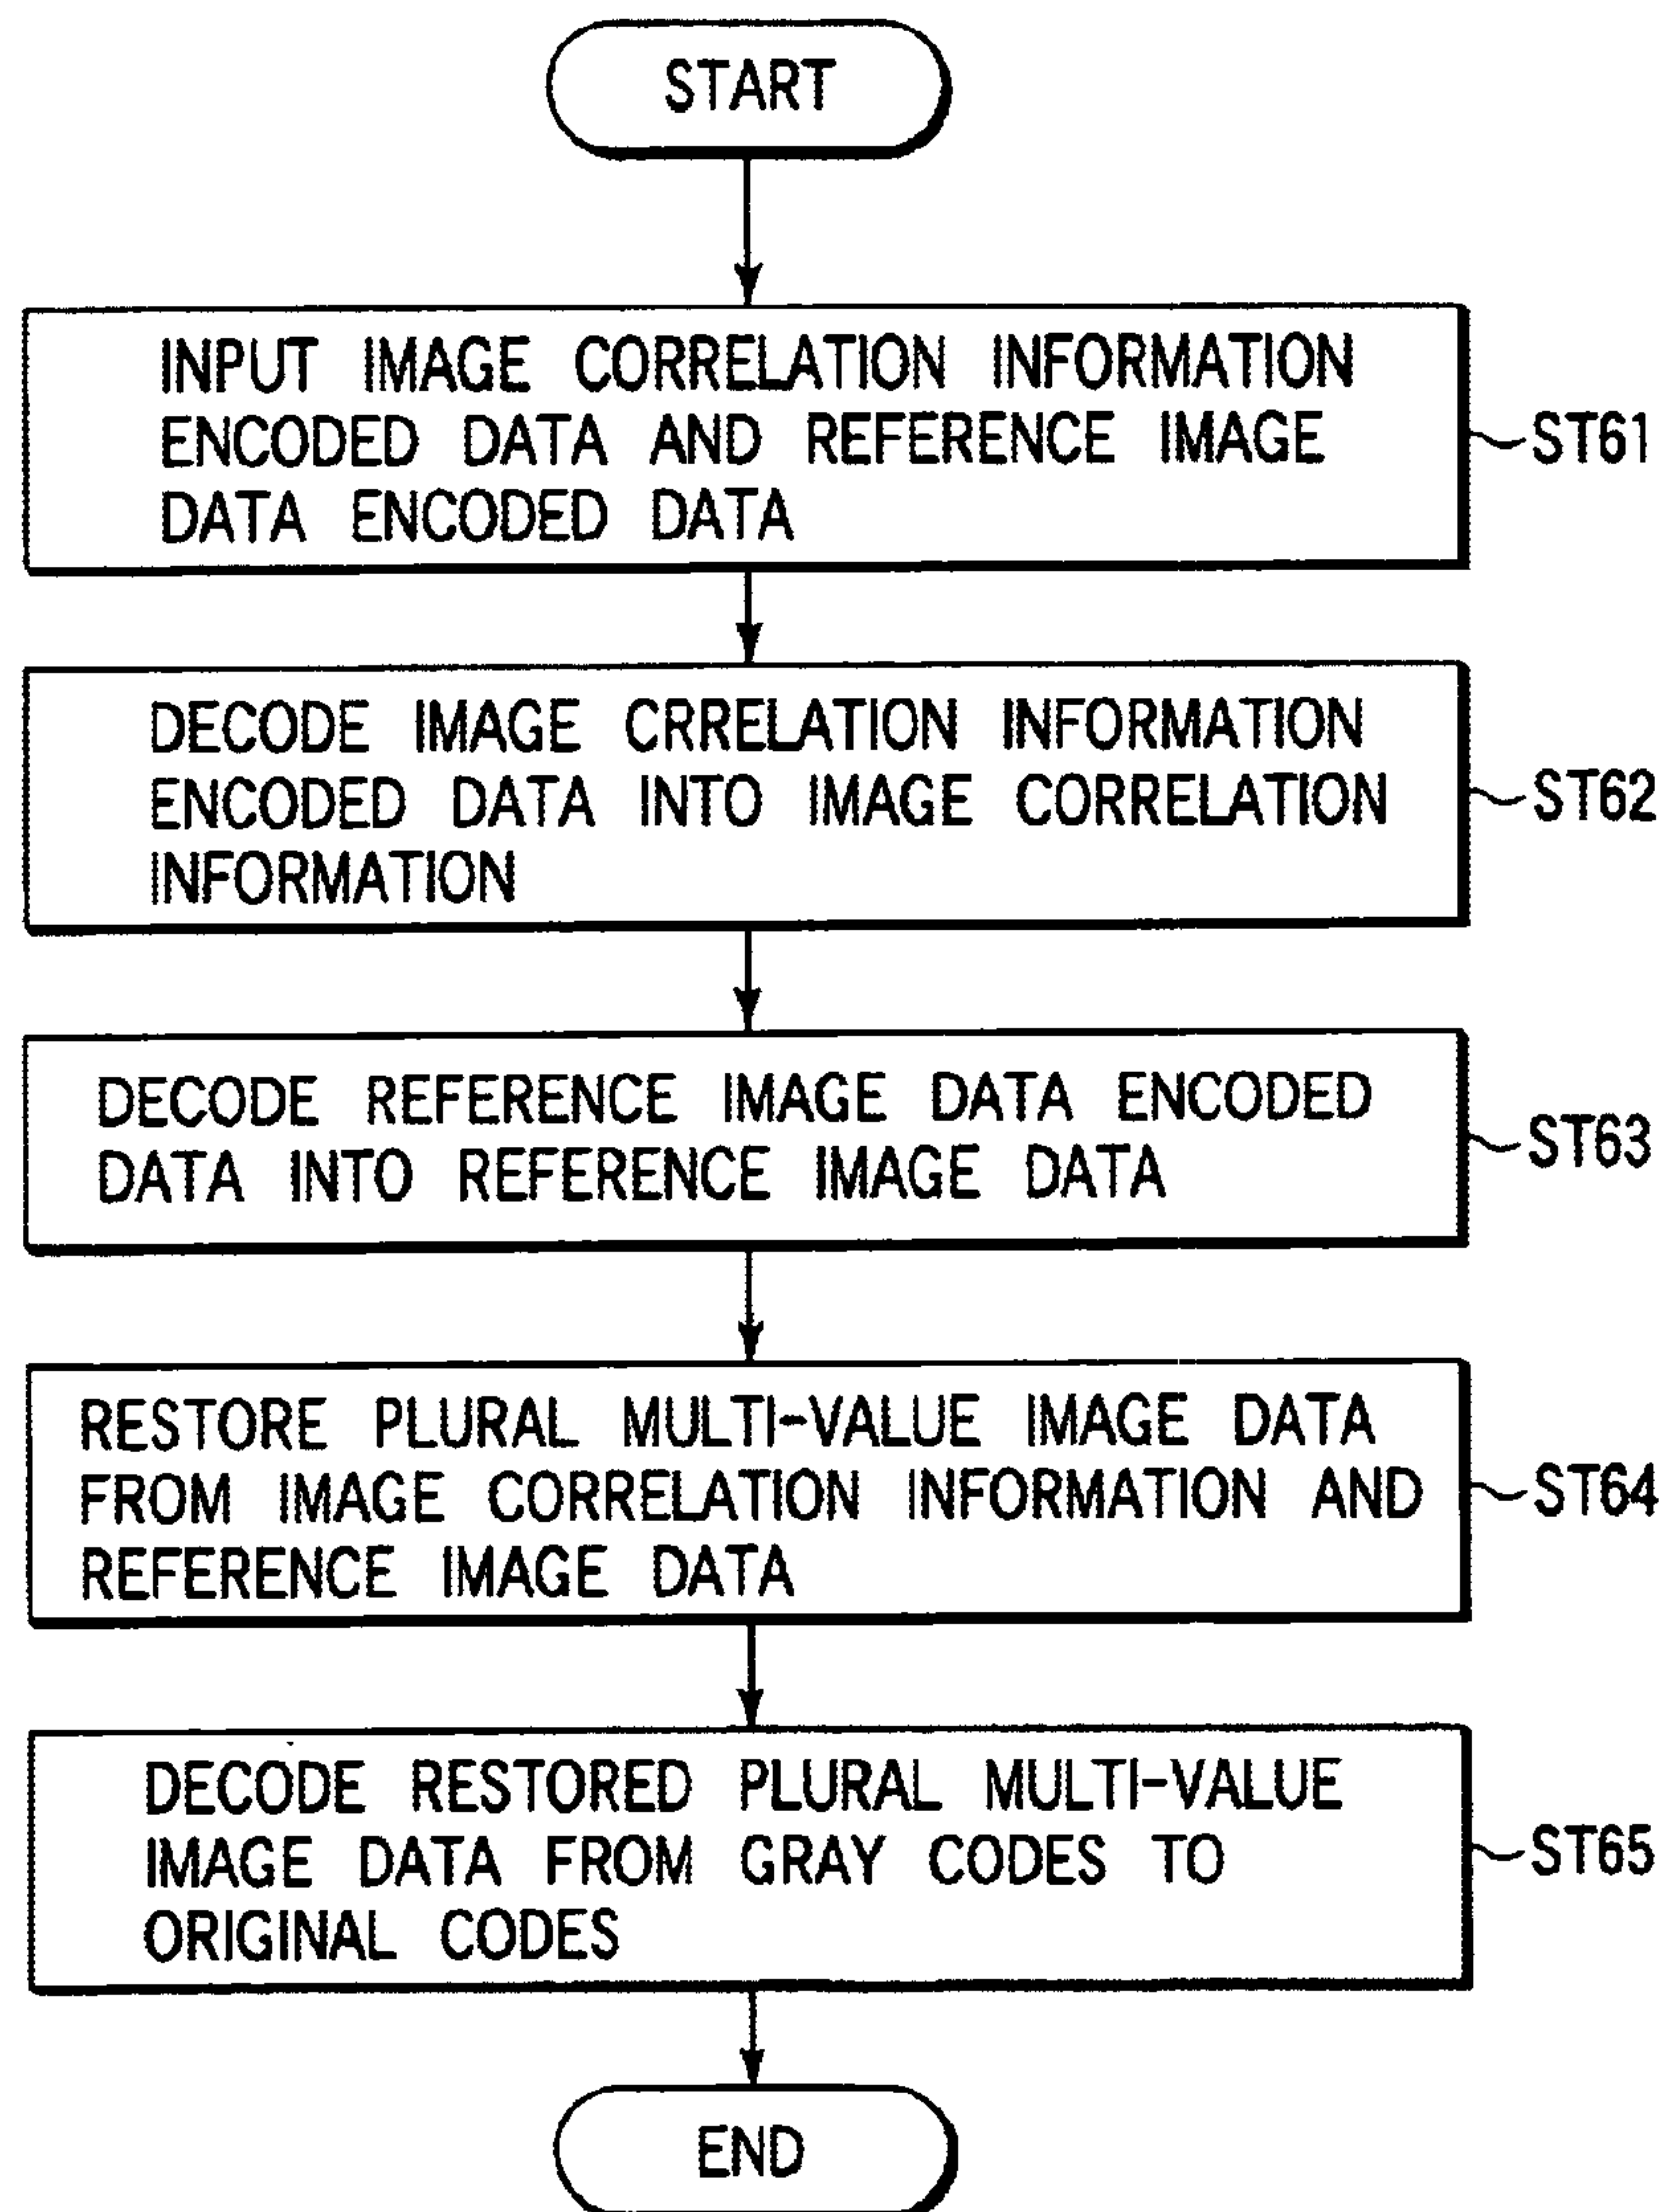 START
INPUT IMAGE CORRELATION INFORMATION
ENCODED DATA AND REFERENCE IMAGE
DATA ENCODED DATA
ST61
DECODE IMAGE CRRELATION INFORMATION
ENCODED DATA INTO IMAGE CORRELATION
INFORMATION
ST62
DECODE REFERENCE IMAGE DATA ENCODED
DATA INTO REFERENCE IMAGE DATA
ST63
RESTORE PLURAL MULTI-VALUE IMAGE DATA
FROM IMAGE CORRELATION INFORMATION AND
REFERENCE IMAGE DATA
ST64
DECODE RESTORED PLURAL MULTI-VALUE
IMAGE DATA FROM GRAY CODES TO
ORIGINAL CODES
ST65
END